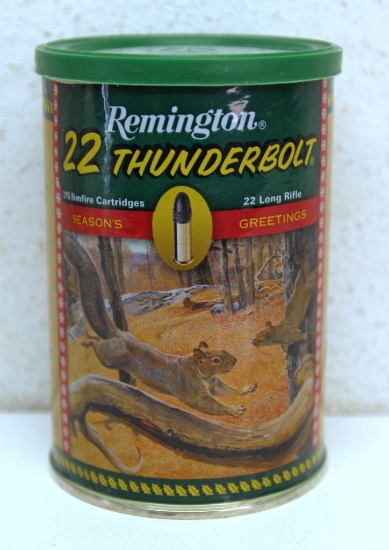 Remington®
22 THUNDERBOLT®
Rimfire Cartridges 22 Long Rifle
SEASON'S GREETINGS